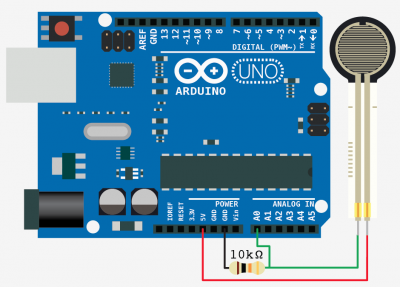 AREF
GND
13
12
~11
~10
~9
8
7
~6
~5
4
~3
2
TX→1
RX←0
DIGITAL (PWM~)
UNO
ARDUINO
POWER
ANALOG IN
IOREF
RESET
3.3V
5V
GND
GND
Vin
A0
A1
A2
A3
A4
A5
10kΩ